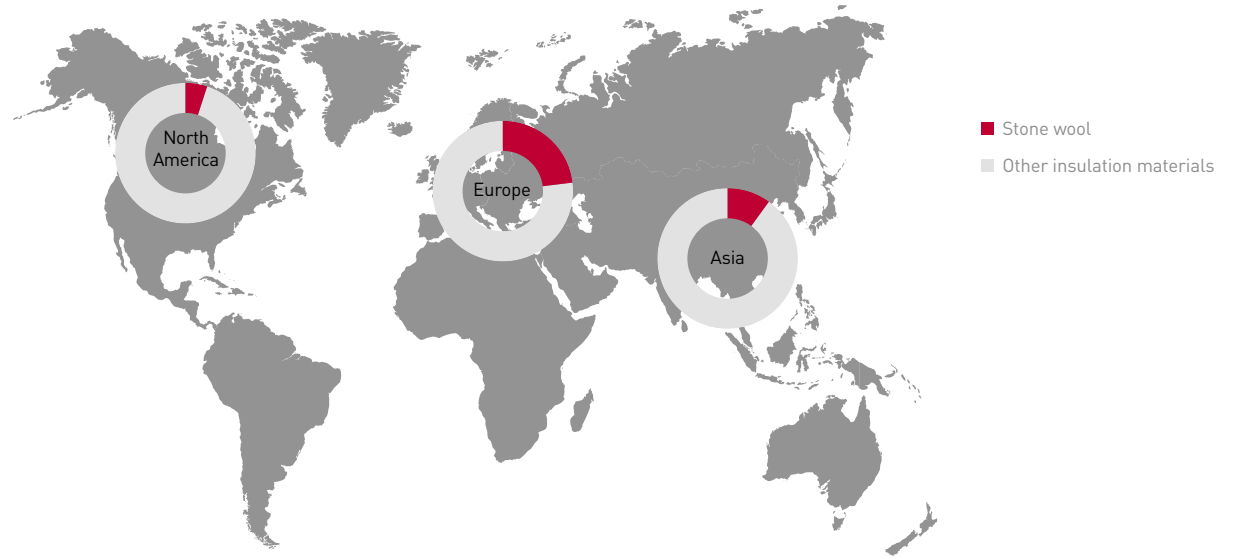 North
America
Europe
Asia
Stone wool
Other insulation materials